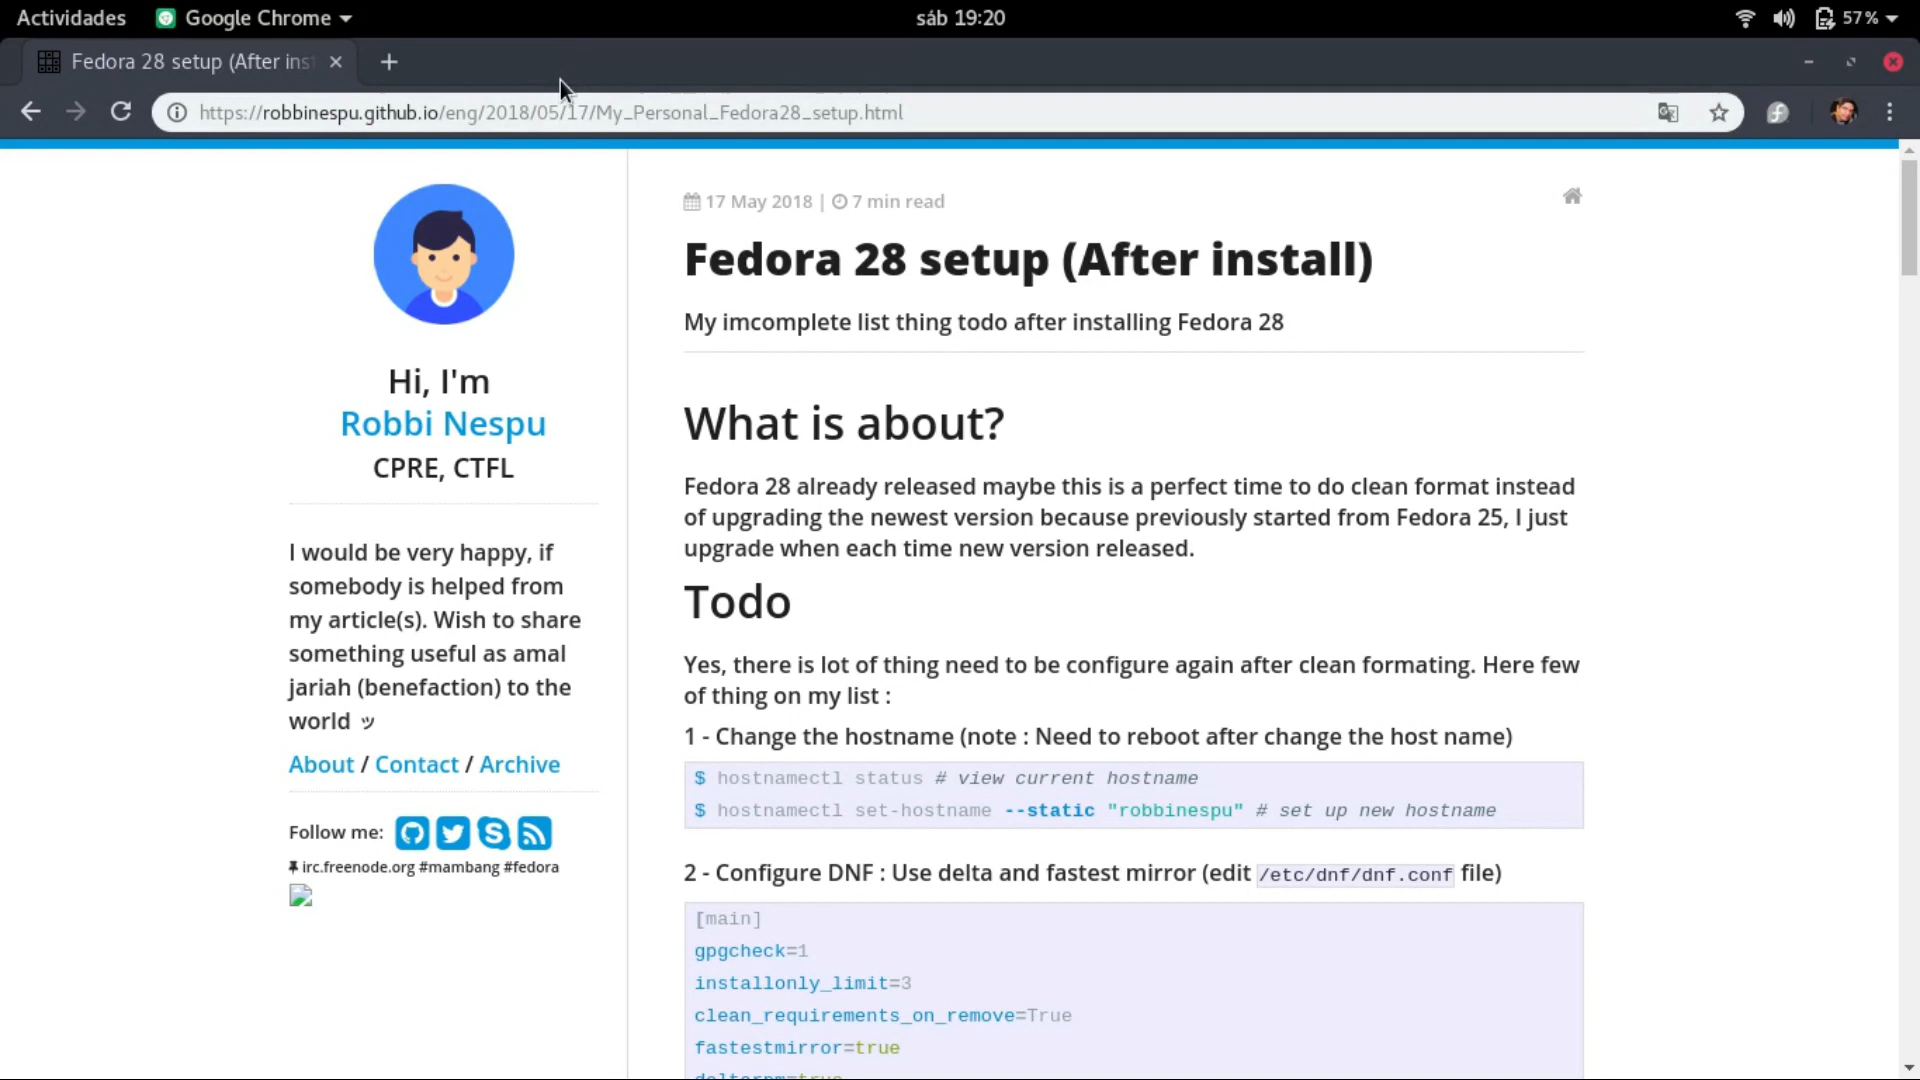 Actividades
Google Chrome
sáb 19:20
57%
Fedora 28 setup (After inst
https://robbinespu.github.io/eng/2018/05/17/My_Personal_Fedora28_setup.html
Hi, I'm
Robbi Nespu
CPRE, CTFL
I would be very happy, if
somebody is helped from
my article(s). Wish to share
something useful as amal
jariah (benefaction) to the
world ッ
About / Contact / Archive
Follow me:
irc.freenode.org #mambang #fedora
17 May 2018 | 7 min read
Fedora 28 setup (After install)
My imcomplete list thing todo after installing Fedora 28
What is about?
Fedora 28 already released maybe this is a perfect time to do clean format instead
of upgrading the newest version because previously started from Fedora 25, I just
upgrade when each time new version released.
Todo
Yes, there is lot of thing need to be configure again after clean formating. Here few
of thing on my list :
1 - Change the hostname (note : Need to reboot after change the host name)
$ hostnamectl status # view current hostname
$ hostnamectl set-hostname --static "robbinespu" # set up new hostname
2 - Configure DNF : Use delta and fastest mirror (edit /etc/dnf/dnf.conf file)
[main]
gpgcheck=1
installonly_limit=3
clean_requirements_on_remove=True
fastestmirror=true